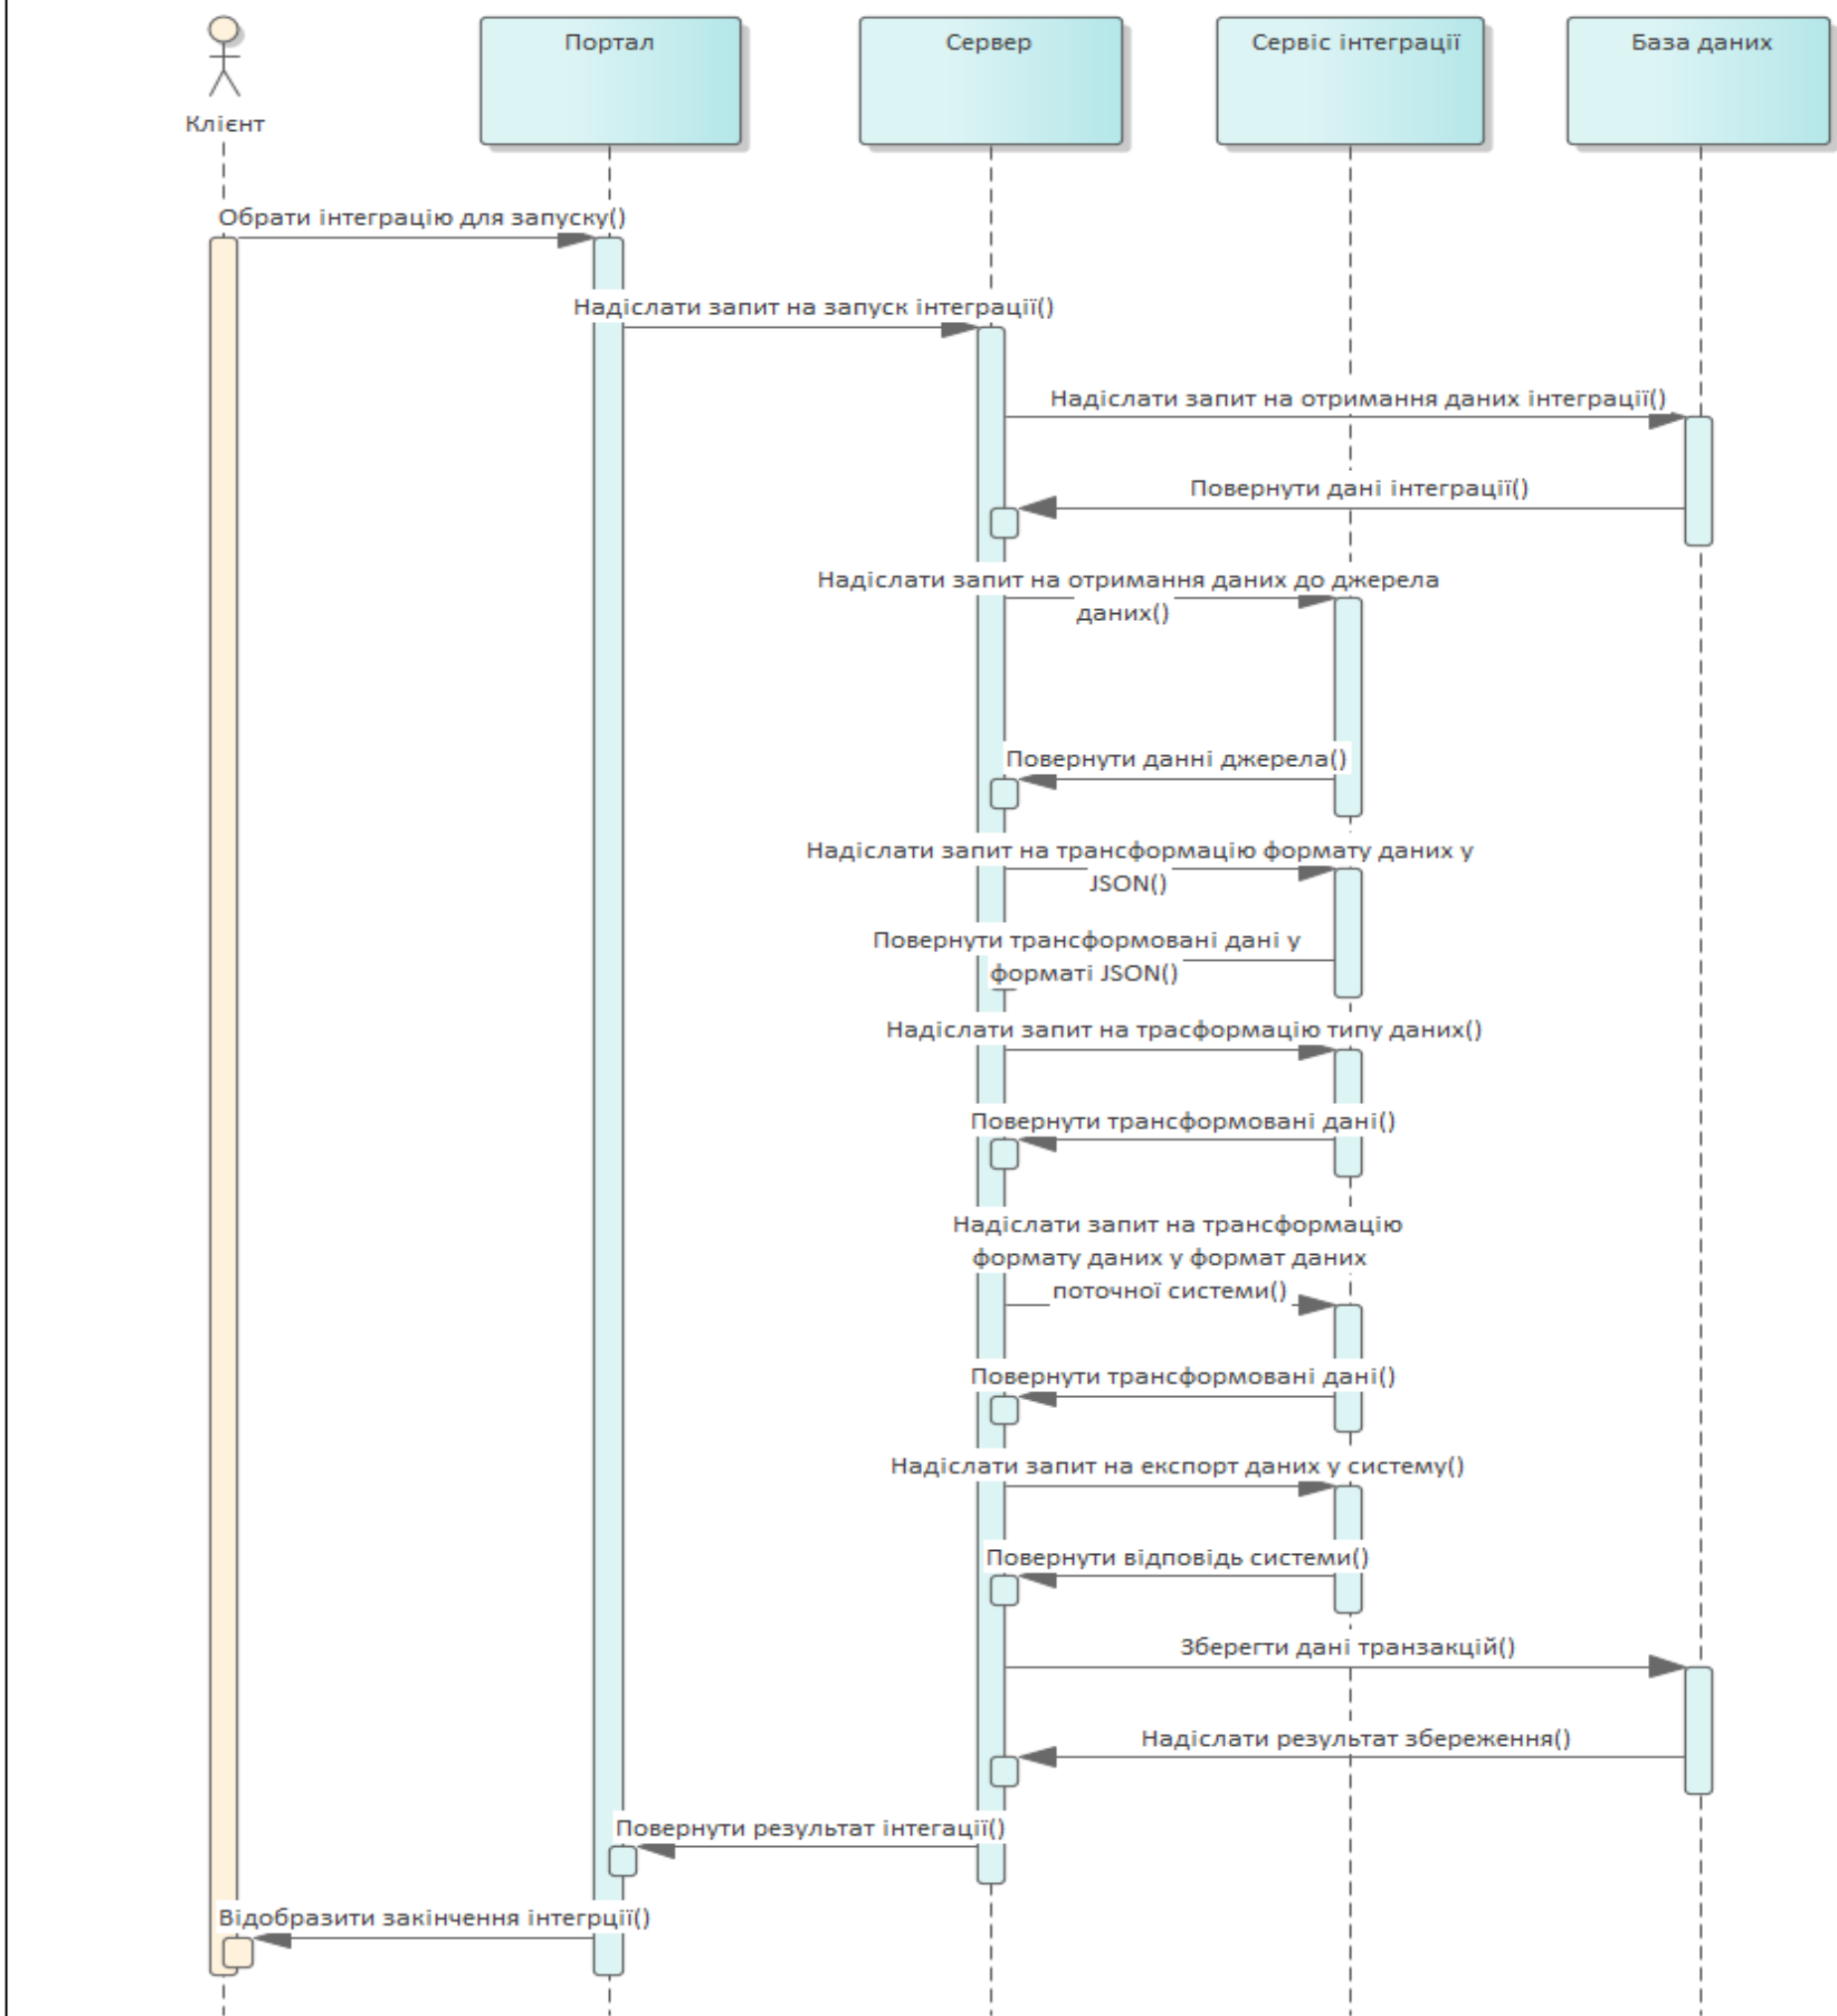 Портал
Сервер
Сервіс інтеграції
База даних
Клієнт
Обрати інтеграцію для запуску()
Надіслати запит на запуск інтеграції()
Надіслати запит на отримання даних інтеграції()
Повернути дані інтеграції()
Надіслати запит на отримання даних до джерела
даних()
Повернути данні джерела()
Надіслати запит на трансформацію формату даних у
JSON()
Повернути трансформовані дані у
форматі JSON()
Надіслати запит на трасформацію типу даних()
Повернути трансформовані дані()
Надіслати запит на трансформацію
формату даних у формат даних
поточної системи()
Повернути трансформовані дані()
Надіслати запит на експорт даних у систему()
Повернути відповідь системи()
Зберегти дані транзакцій()
Надіслати результат збереження()
Повернути результат інтегації()
Відобразити закінчення інтегрції()